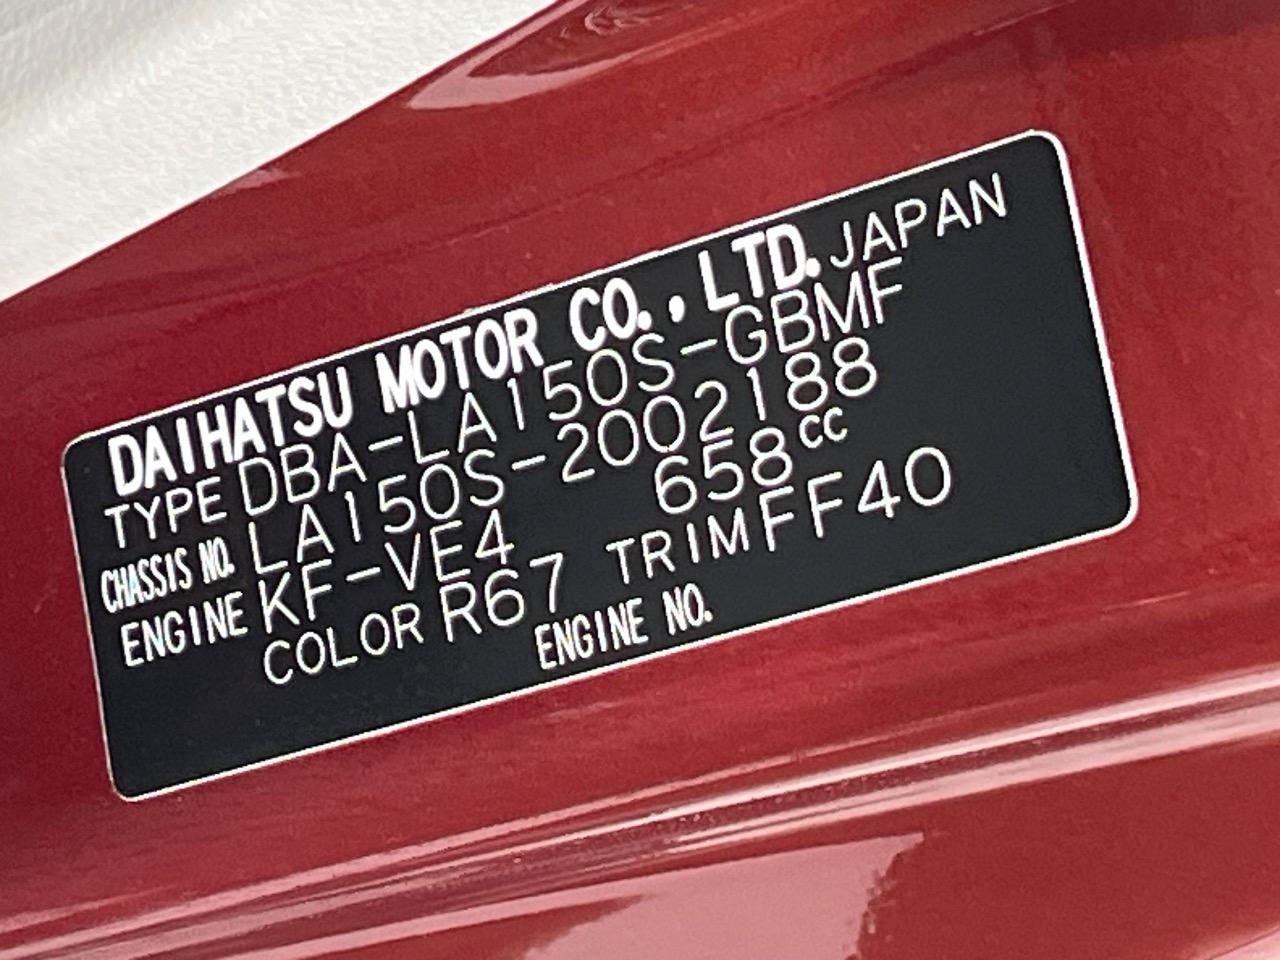 DAIHATSU MOTOR CO., LTD. JAPAN
TYPE DBA-LA150S-GBMF
CHASSIS NO. LA150S-2002188
ENGINE KF-VE4 658cc
COLOR R67 TRIM FF40
ENGINE NO.